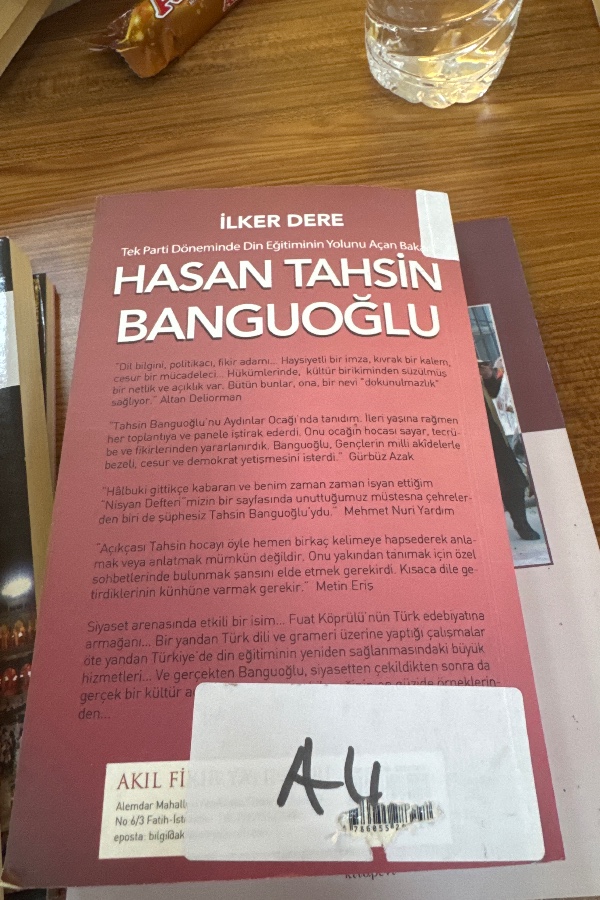 İLKER DERE
Tek Parti Döneminde Din Eğitiminin Yolunu Açan
HASAN TAHSİN
BANGUOĞLU
"Dil bilgini, politikacı, fikir adamı... Haysiyetli bir imza, kıvrak bir kalem,
cesur bir mücadeleci... Hükümlerinde, kültür birikiminden süzülmüş
bir netlik ve açıklık var. Bütün bunlar, ona, bir nevi "dokunulmazlık"
sağlıyor." Altan Deliorman
"Tahsin Banguoğlu'nu Aydınlar Ocağı'nda tanıdım. İleri yaşına rağmen
her toplantıya ve panele iştirak ederdi. Onu ocağın hocası sayar, tecrü-
be ve fikirlerinden yararlanırdık. Banguoğlu, Gençlerin milli akidelerle
bezeli, cesur ve demokrat yetişmesini isterdi." Gürbüz Azak
"Hâlbuki gittikçe kabaran ve benim zaman zaman isyan ettiğim
"Nisyan Defteri"mizin bir sayfasında unuttuğumuz müstesna çehreler-
den biri de şüphesiz Tahsin Banguoğlu'ydu." Mehmet Nuri Yardım
"Açıkçası Tahsin hocayı öyle hemen birkaç kelimeye hapsederek anla-
mak veya anlatmak mümkün değildir. Onu yakından tanımak için özel
sohbetlerinde bulunmak şansını elde etmek gerekirdi. Kısaca dile ge-
tirdiklerinin künhüne varmak gerekir." Metin Eriş
Siyaset arenasında etkili bir isim... Fuat Köprülü'nün Türk edebiyatına
armağanı... Bir yandan Türk dili ve grameri üzerine yaptığı çalışmalar
öte yandan Türkiye'de din eğitiminin yeniden sağlanmasındaki büyük
hizmetleri... Ve gerçekten Banguoğlu, siyasetten çekildikten sonra da
gerçek bir kültür
den...
AKIL Fİ
Alemdar Mahall
No 6/3 Fatih-İst
eposta: bilgi@ak
A4